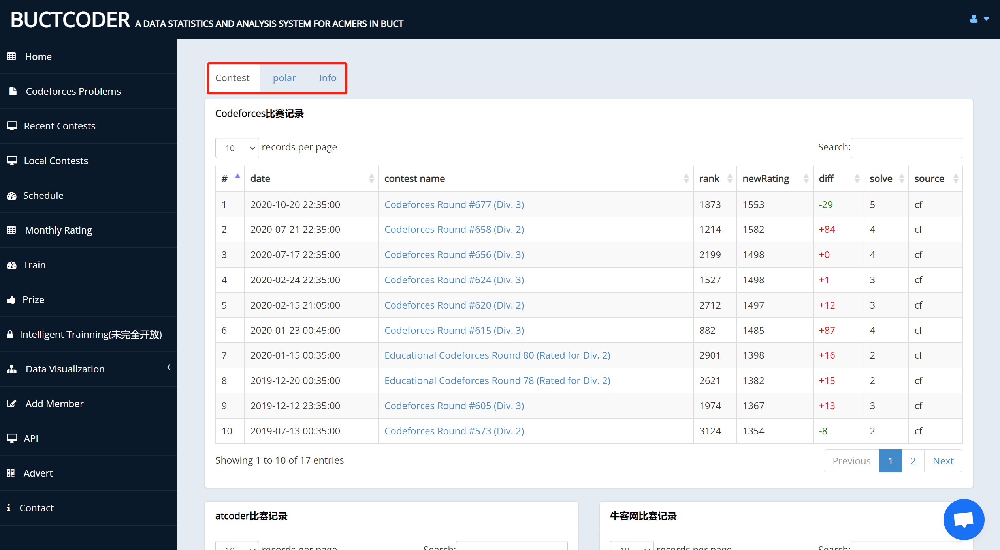 BUCTCODER A DATA STATISTICS AND ANALYSIS SYSTEM FOR ACMERS IN BUCT
Home
Codeforces Problems
Recent Contests
Local Contests
Schedule
Monthly Rating
Train
Prize
Intelligent Trainning(未完全开放)
Data Visualization
Add Member
API
Advert
Contact
Contest polar Info
Codeforces比赛记录
10 records per page Search:
# date contest name rank newRating diff solve source
1 2020-10-20 22:35:00 Codeforces Round #677 (Div. 3) 1873 1553 -29 5 cf
2 2020-07-21 22:35:00 Codeforces Round #658 (Div. 2) 1214 1582 +84 4 cf
3 2020-07-17 22:35:00 Codeforces Round #656 (Div. 3) 2199 1498 +0 4 cf
4 2020-02-24 22:35:00 Codeforces Round #624 (Div. 3) 1527 1498 +1 3 cf
5 2020-02-15 21:05:00 Codeforces Round #620 (Div. 2) 2712 1497 +12 3 cf
6 2020-01-23 00:45:00 Codeforces Round #615 (Div. 3) 882 1485 +87 4 cf
7 2020-01-15 00:35:00 Educational Codeforces Round 80 (Rated for Div. 2) 2901 1398 +16 2 cf
8 2019-12-20 00:35:00 Educational Codeforces Round 78 (Rated for Div. 2) 2621 1382 +15 2 cf
9 2019-12-12 23:35:00 Codeforces Round #605 (Div. 3) 1974 1367 +13 3 cf
10 2019-07-13 00:35:00 Codeforces Round #573 (Div. 2) 3124 1354 -8 2 cf
Showing 1 to 10 of 17 entries Previous 1 2 Next
atcoder比赛记录
10 records per page Search:
牛客网比赛记录
10 records per page Search: